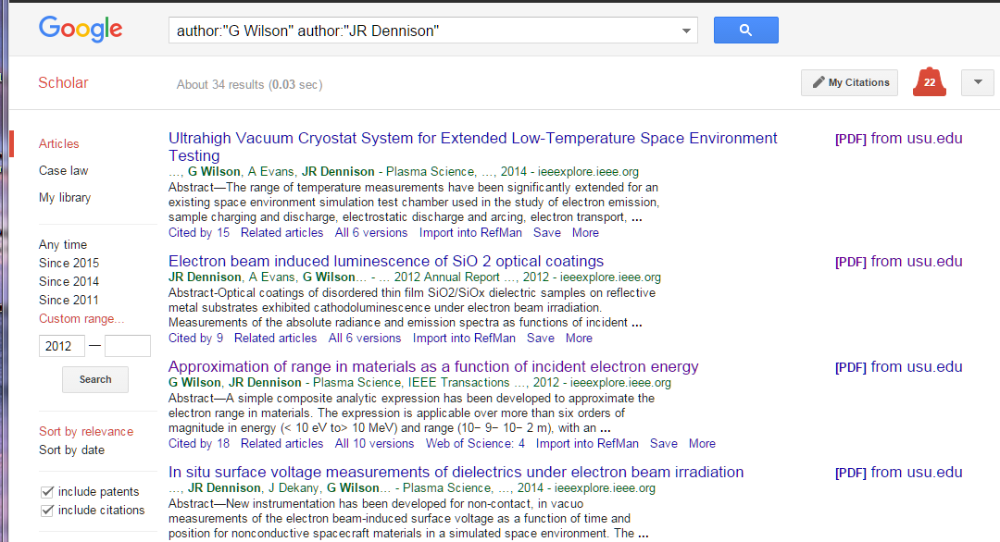 Google
author:"G Wilson" author:"JR Dennison"
Scholar
About 34 results (0.03 sec)
My Citations
22
Articles
Case law
My library
Any time
Since 2015
Since 2014
Since 2011
Custom range...
2012 —
Search
Sort by relevance
Sort by date
include patents
include citations
Ultrahigh Vacuum Cryostat System for Extended Low-Temperature Space Environment
Testing
[PDF] from usu.edu
..., G Wilson, A Evans, JR Dennison - Plasma Science, ..., 2014 - ieeexplore.ieee.org
Abstract—The range of temperature measurements have been significantly extended for an
existing space environment simulation test chamber used in the study of electron emission,
sample charging and discharge, electrostatic discharge and arcing, electron transport, ...
Cited by 15 Related articles All 6 versions Import into RefMan Save More
Electron beam induced luminescence of SiO 2 optical coatings
[PDF] from usu.edu
JR Dennison, A Evans, G Wilson... - ... 2012 Annual Report ..., 2012 - ieeexplore.ieee.org
Abstract-Optical coatings of disordered thin film SiO2/SiOx dielectric samples on reflective
metal substrates exhibited cathodoluminescence under electron beam irradiation.
Measurements of the absolute radiance and emission spectra as functions of incident ...
Cited by 9 Related articles All 6 versions Import into RefMan Save More
Approximation of range in materials as a function of incident electron energy
[PDF] from usu.edu
G Wilson, JR Dennison - Plasma Science, IEEE Transactions ..., 2012 - ieeexplore.ieee.org
Abstract—A simple composite analytic expression has been developed to approximate the
electron range in materials. The expression is applicable over more than six orders of
magnitude in energy (< 10 eV to> 10 MeV) and range (10− 9− 10− 2 m), with an ...
Cited by 18 Related articles All 10 versions Web of Science: 4 Import into RefMan Save More
In situ surface voltage measurements of dielectrics under electron beam irradiation
[PDF] from usu.edu
..., JR Dennison, J Dekany, G Wilson... - Plasma Science, ..., 2014 - ieeexplore.ieee.org
Abstract—New instrumentation has been developed for non-contact, in vacuo
measurements of the electron beam-induced surface voltage as a function of time and
position for nonconductive spacecraft materials in a simulated space environment. The ...